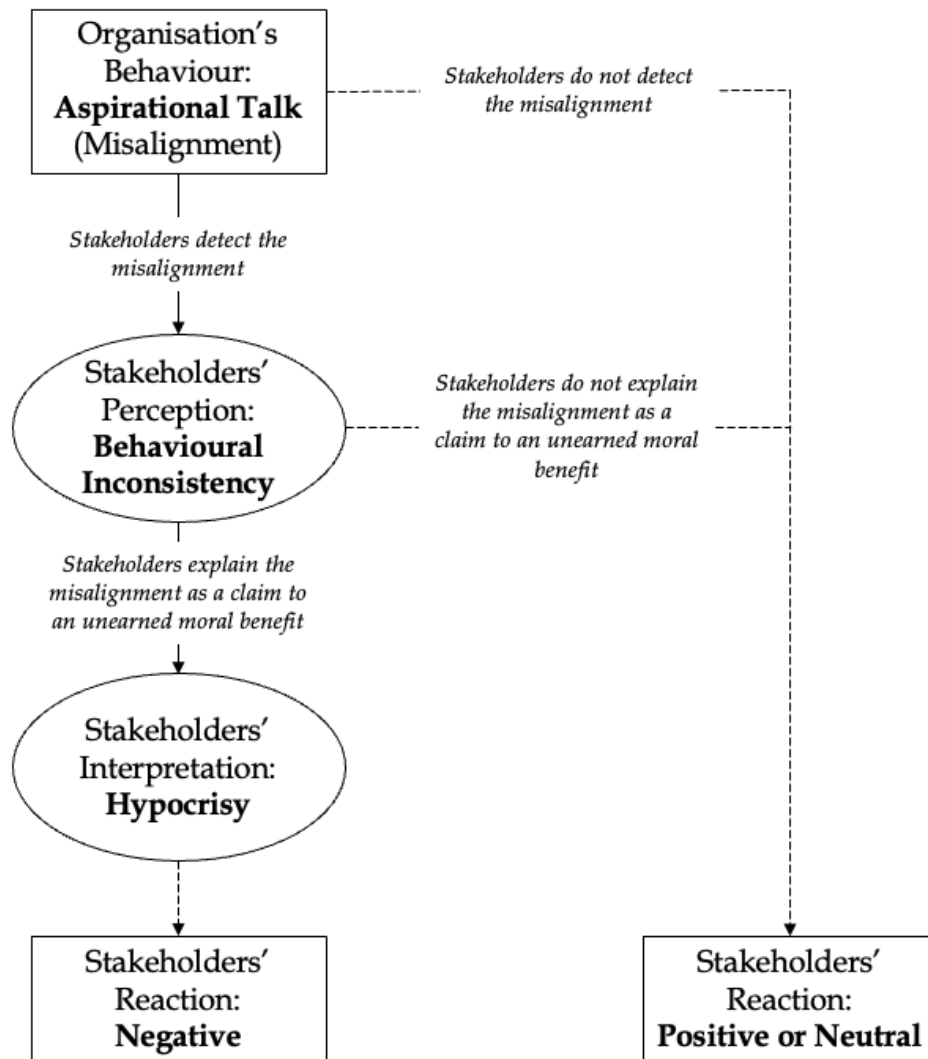 Organisation’s
Behaviour:
Aspirational Talk
(Misalignment)
Stakeholders do not detect
the misalignment
Stakeholders detect the
misalignment
Stakeholders’
Perception:
Behavioural
Inconsistency
Stakeholders do not explain
the misalignment as a
claim to an unearned moral
benefit
Stakeholders explain the
misalignment as a claim to
an unearned moral benefit
Stakeholders’
Interpretation:
Hypocrisy
Stakeholders’
Reaction:
Negative
Stakeholders’
Reaction:
Positive or Neutral